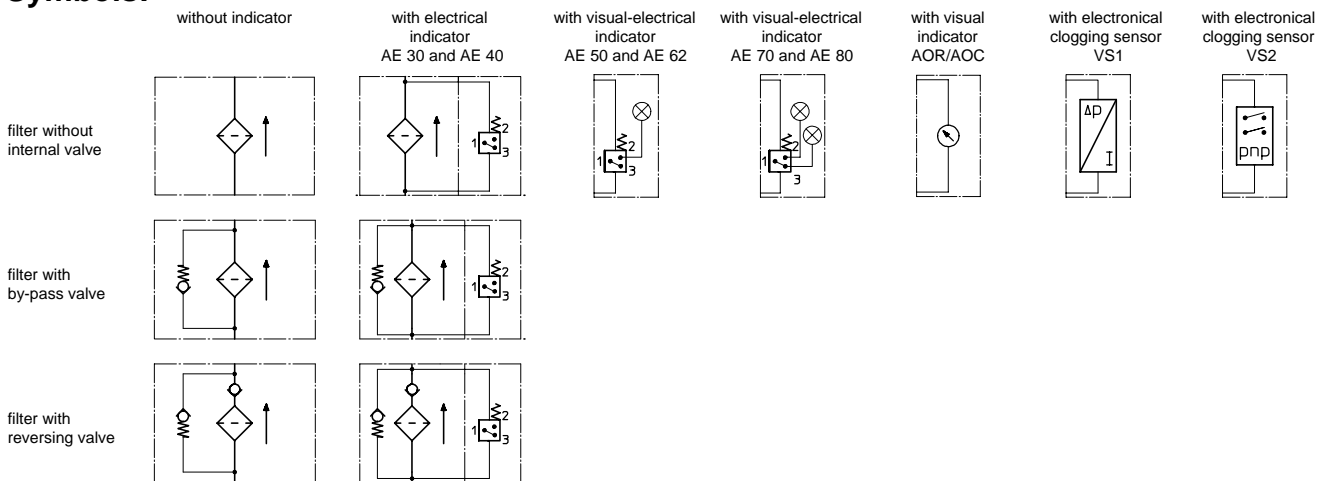 Symbols:
without indicator
with electrical
indicator
AE 30 and AE 40
with visual-electrical
indicator
AE 50 and AE 62
with visual-electrical
indicator
AE 70 and AE 80
with visual
indicator
AOR/AOC
with electronical
clogging sensor
VS1
with electronical
clogging sensor
VS2
filter without
internal valve
1
2
3
1
2
3
1
2
3
Δp
I
pnp
filter with
by-pass valve
1
2
3
filter with
reversing valve
1
2
3